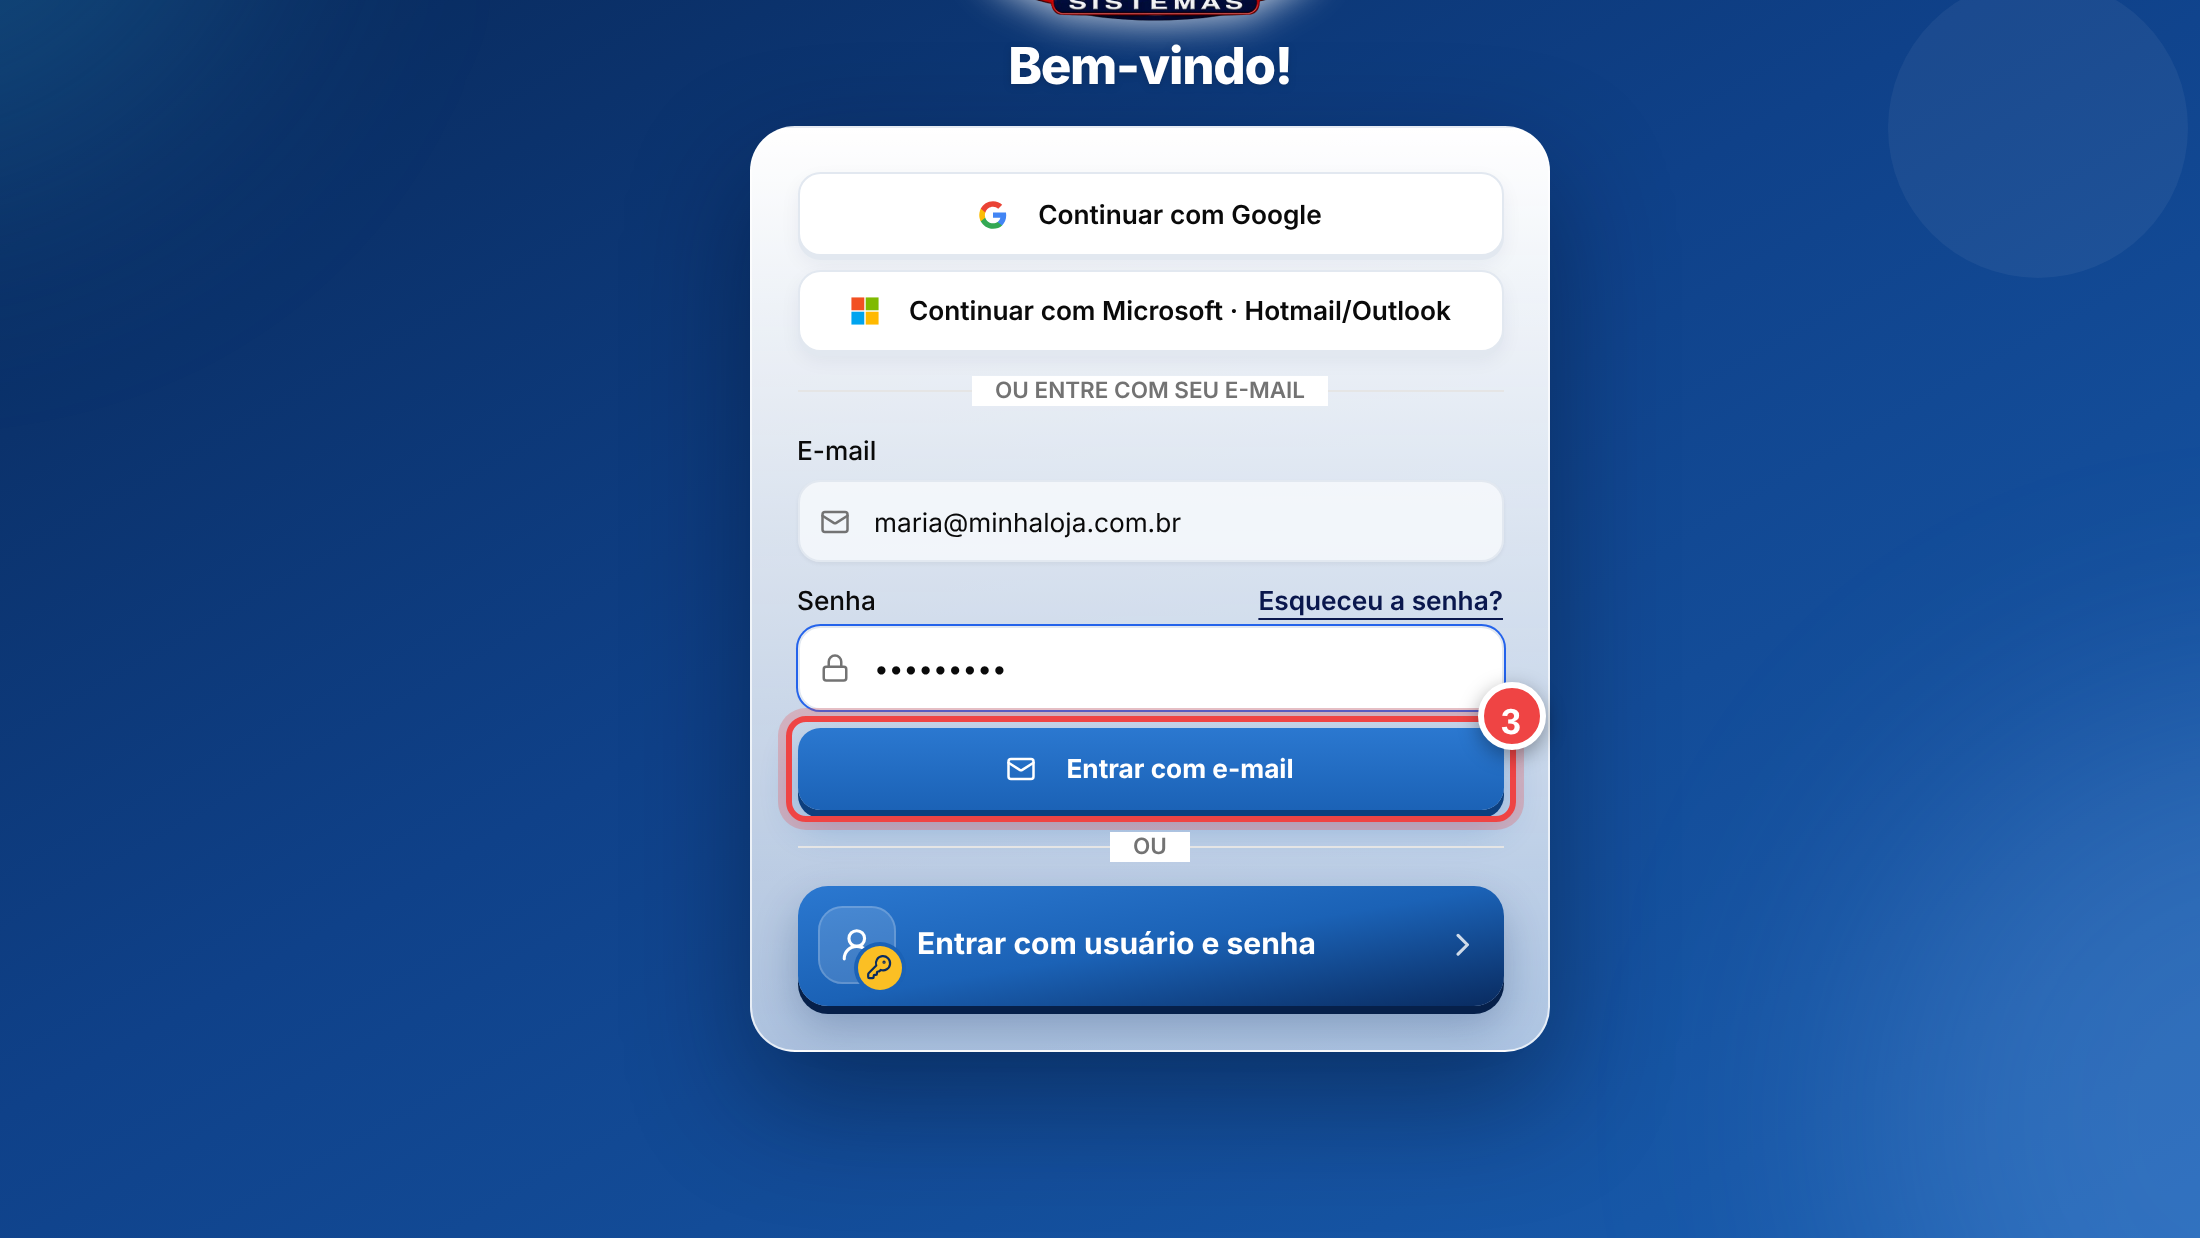 SISTEMAS
Bem-vindo!
Continuar com Google
Continuar com Microsoft · Hotmail/Outlook
OU ENTRE COM SEU E-MAIL
E-mail
maria@minhaloja.com.br
Senha
Esqueceu a senha?
•••••••••
3
Entrar com e-mail
OU
Entrar com usuário e senha